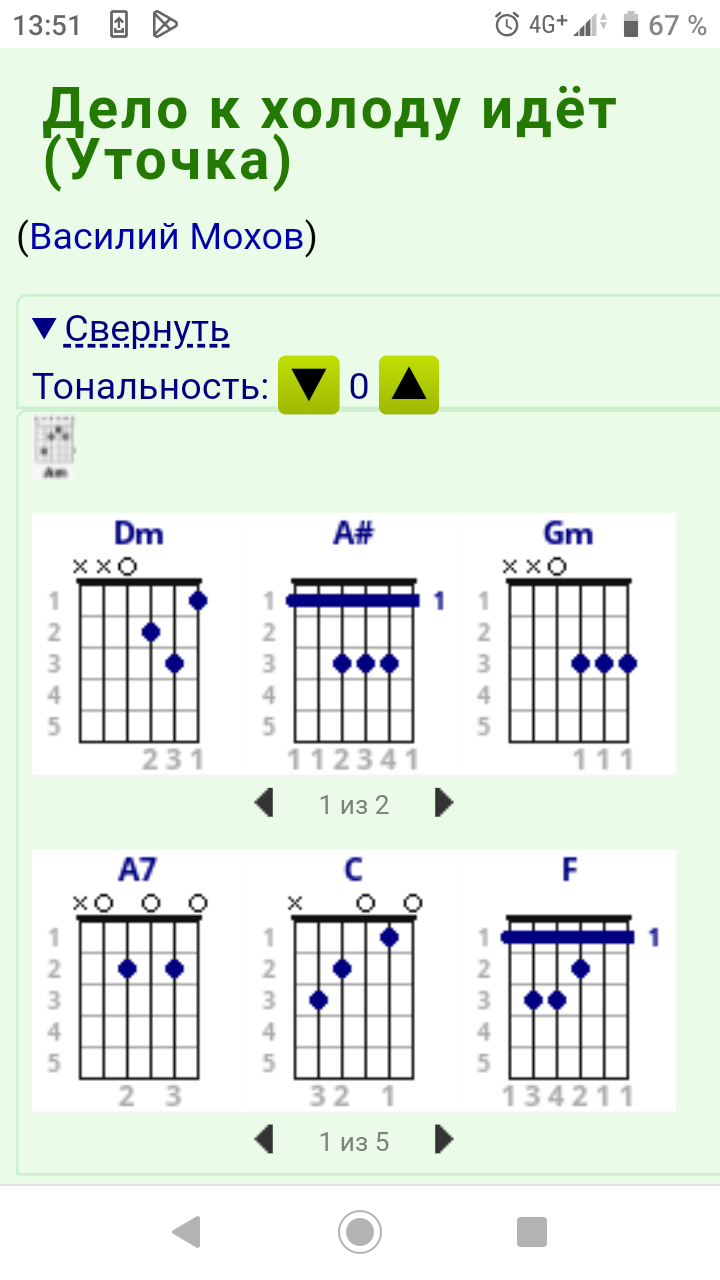 13:51 4G+ 67 %
Дело к холоду идёт
(Уточка)
(Василий Мохов)
▼ Свернуть
Тональность: ▼ 0 ▲
Am
Dm A# Gm
x x o x x o
1 1 1 1
2 2 2
3 3 3
4 4 4
5 5 5
2 3 1 1 1 2 3 4 1 1 1 1
1 из 2
A7 C F
x o o o x o o
1 1 1 1
2 2 2
3 3 3
4 4 4
5 5 5
2 3 3 2 1 1 3 4 2 1 1
1 из 5